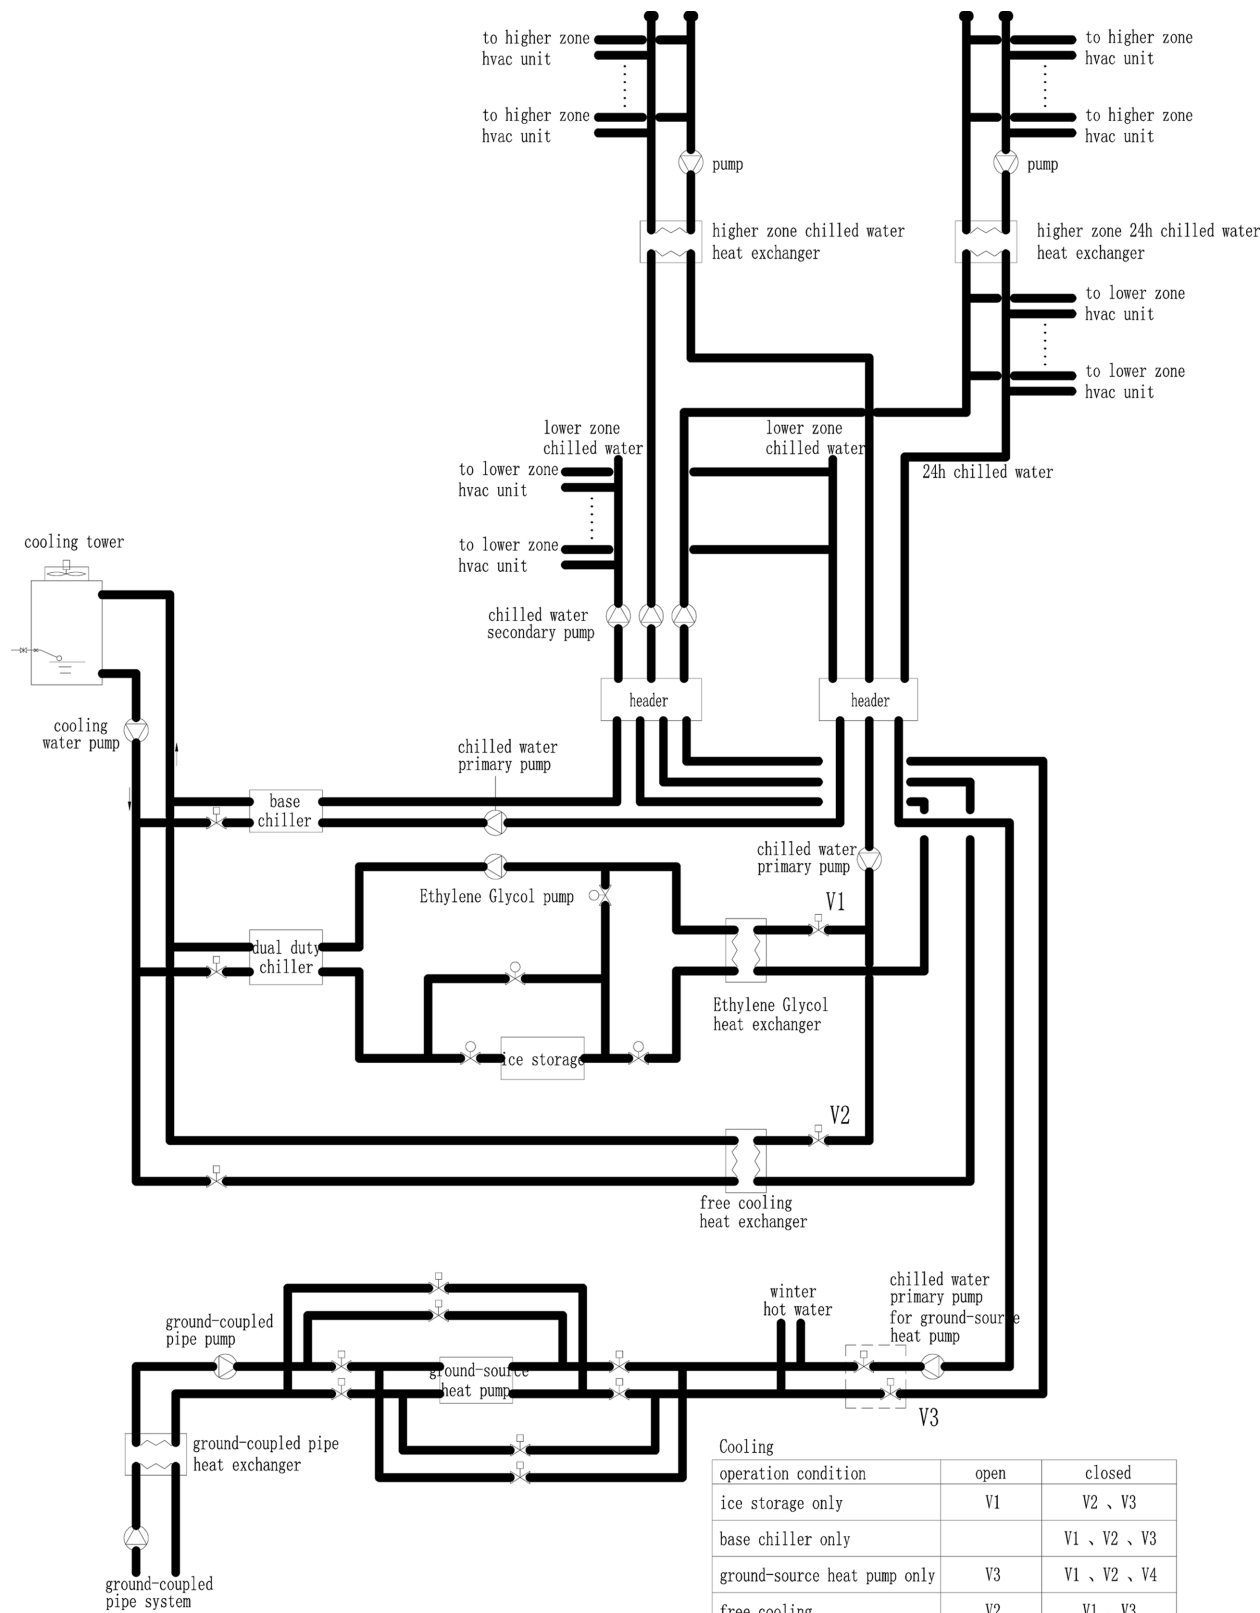 to higher zone
hvac unit
to higher zone
hvac unit
to higher zone
hvac unit
to higher zone
hvac unit
pump
pump
higher zone chilled water
heat exchanger
higher zone 24h chilled water
heat exchanger
to lower zone
hvac unit
to lower zone
hvac unit
lower zone
chilled water
lower zone
chilled water
to lower zone
hvac unit
24h chilled water
to lower zone
hvac unit
cooling tower
chilled water
secondary pump
header
header
cooling
water pump
chilled water
primary pump
base
chiller
chilled water
primary pump
Ethylene Glycol pump
V1
dual duty
chiller
Ethylene Glycol
heat exchanger
ice storage
V2
free cooling
heat exchanger
chilled water
primary pump
for ground-source
heat pump
winter
hot water
ground-coupled
pipe pump
ground-source
heat pump
V3
ground-coupled pipe
heat exchanger
ground-coupled
pipe system
Cooling
operation condition open closed
ice storage only V1 V2 、V3
base chiller only V1 、V2 、V3
ground-source heat pump only V3 V1 、V2 、V4
free cooling V2 V1 、V3